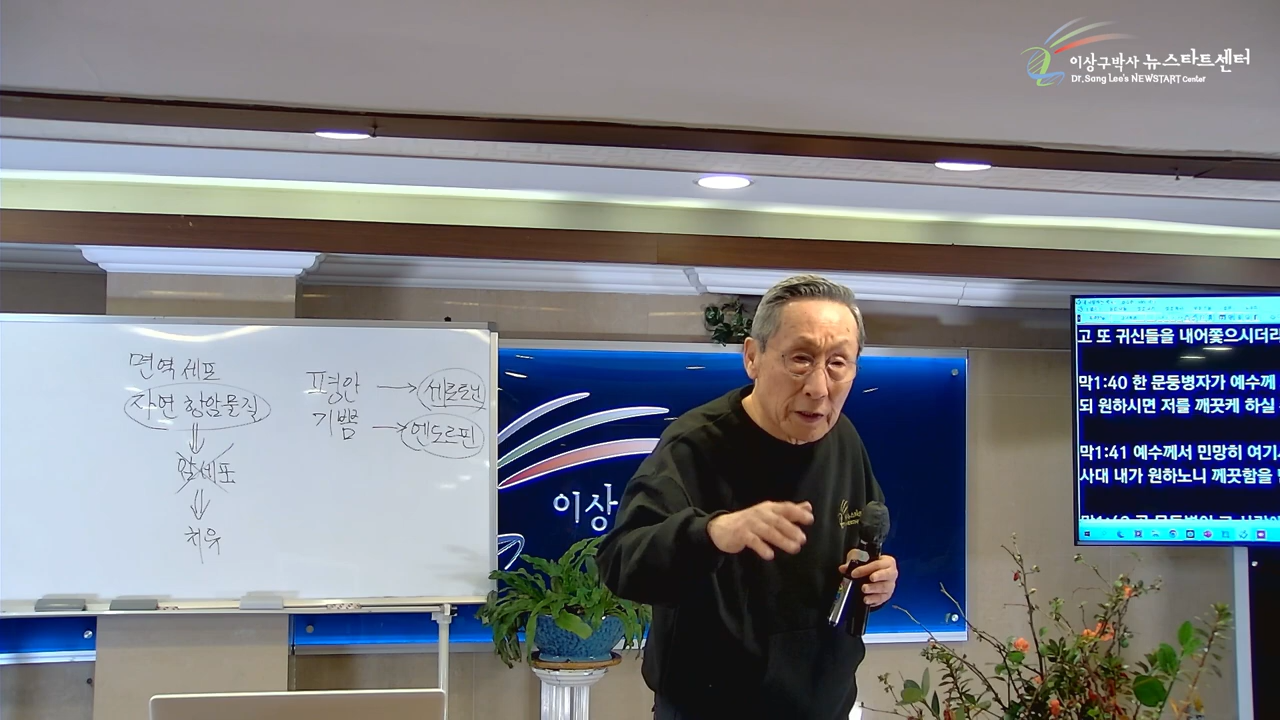 이상구박사 뉴스타트센터
Dr. Sang Lee's NEWSTART Center
면역세포
자연항암물질
암세포
치유
평안 세로토닌
기쁨 엔도르핀
이상
고 또 귀신들을 내어쫓으시더라
막1:40 한 문둥병자가 예수께
되 원하시면 저를 깨끗케 하실
막1:41 예수께서 민망히 여기
사대 내가 원하노니 깨끗함을